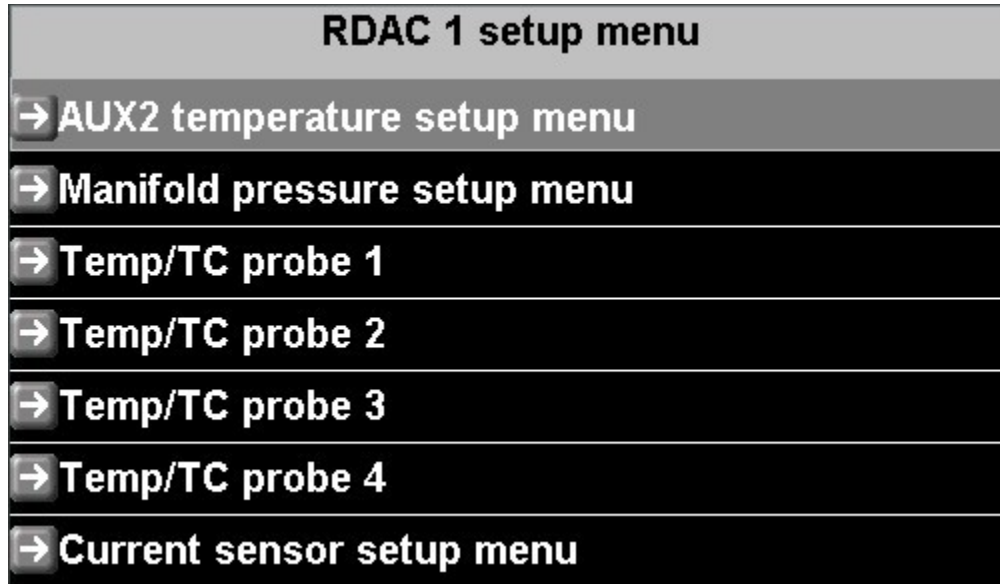 RDAC 1 setup menu
AUX2 temperature setup menu
Manifold pressure setup menu
Temp/TC probe 1
Temp/TC probe 2
Temp/TC probe 3
Temp/TC probe 4
Current sensor setup menu